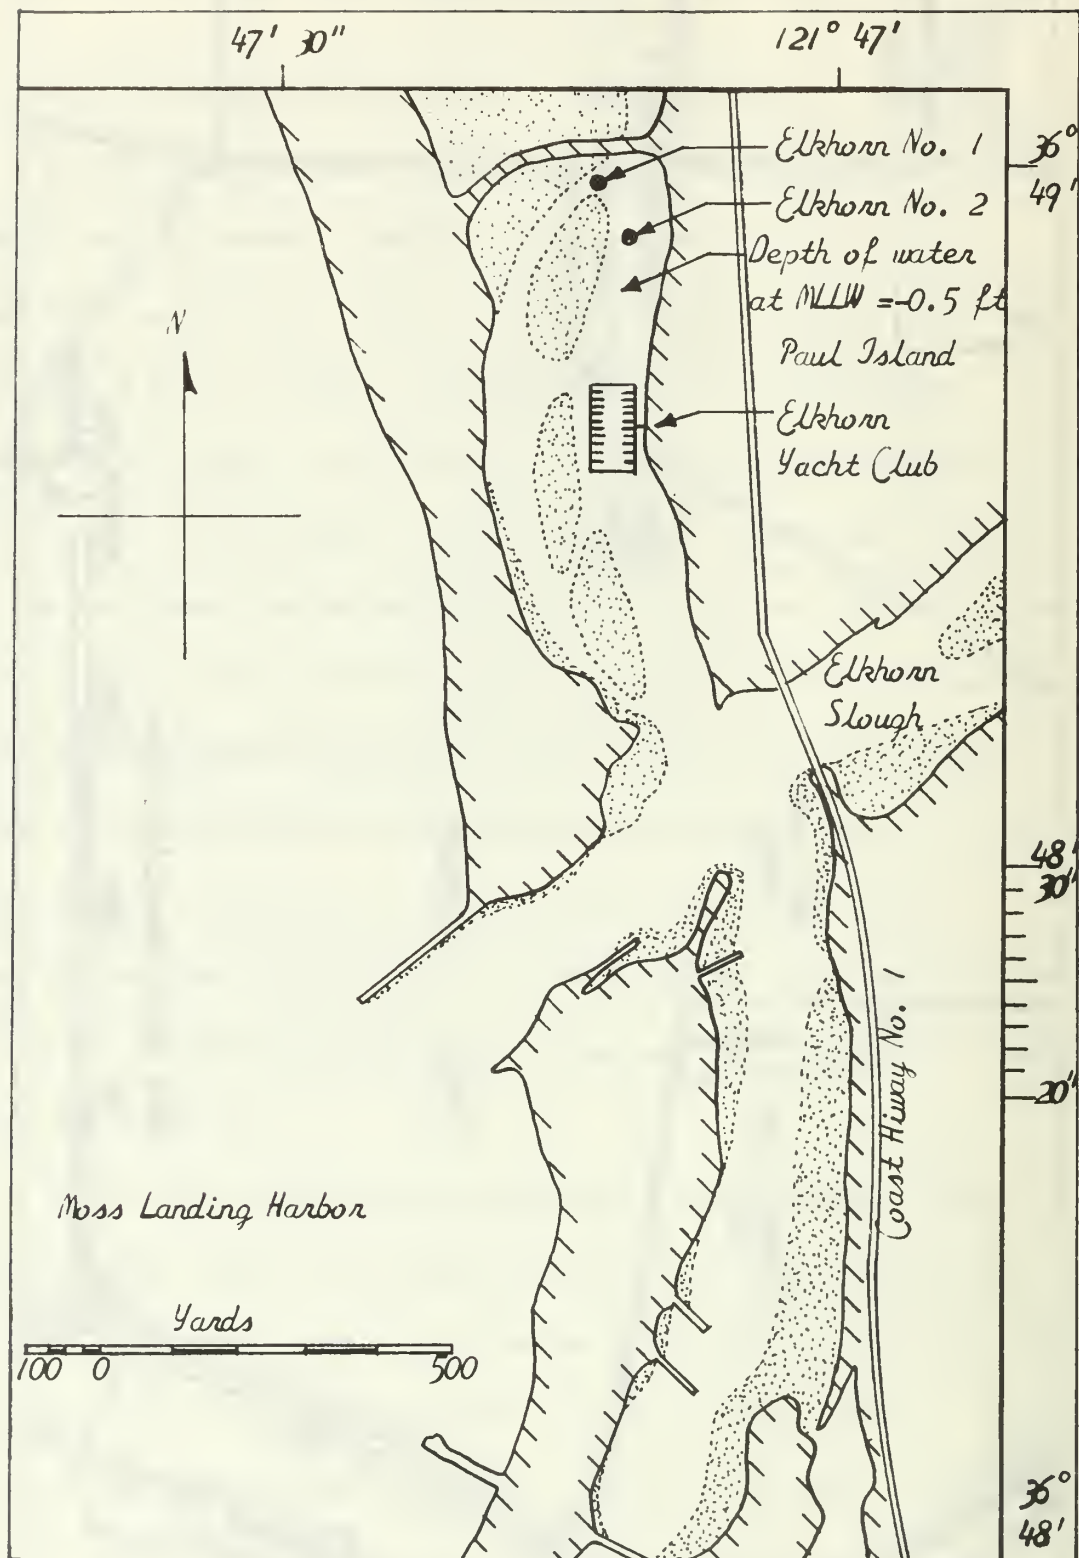 47' 30"
121° 47'
Elkhorn No. 1
36°
49'
Elkhorn No. 2
Depth of water
at MLLW =-0.5 ft
Paul Island
Elkhorn
Yacht Club
N
Elkhorn
Slough
48'
30"
Coast Hiway No. 1
20"
Moss Landing Harbor
Yards
100 0 500
36°
48'